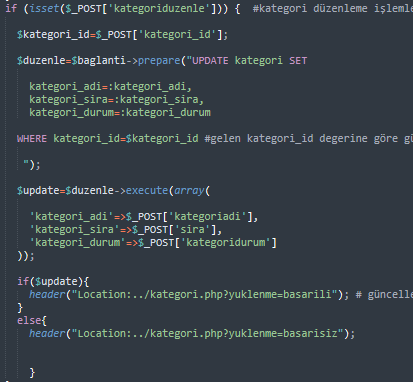 if (isset($_POST['kategoriduzenle'])) {  #kategori düzenleme işlemle
$kategori_id=$_POST['kategori_id'];
$duzenle=$baglanti->prepare("UPDATE kategori SET
kategori_adi=:kategori_adi,
kategori_sira=:kategori_sira,
kategori_durum=:kategori_durum
WHERE kategori_id=$kategori_id #gelen kategori_id degerine göre gü
");
$update=$duzenle->execute(array(
'kategori_adi'=>$_POST['kategoriadi'],
'kategori_sira'=>$_POST['sira'],
'kategori_durum'=>$_POST['kategoridurum']
));
if($update){
header("Location:../kategori.php?yuklenme=basarili"); # güncelle
}
else{
header("Location:../kategori.php?yuklenme=basarisiz");
}